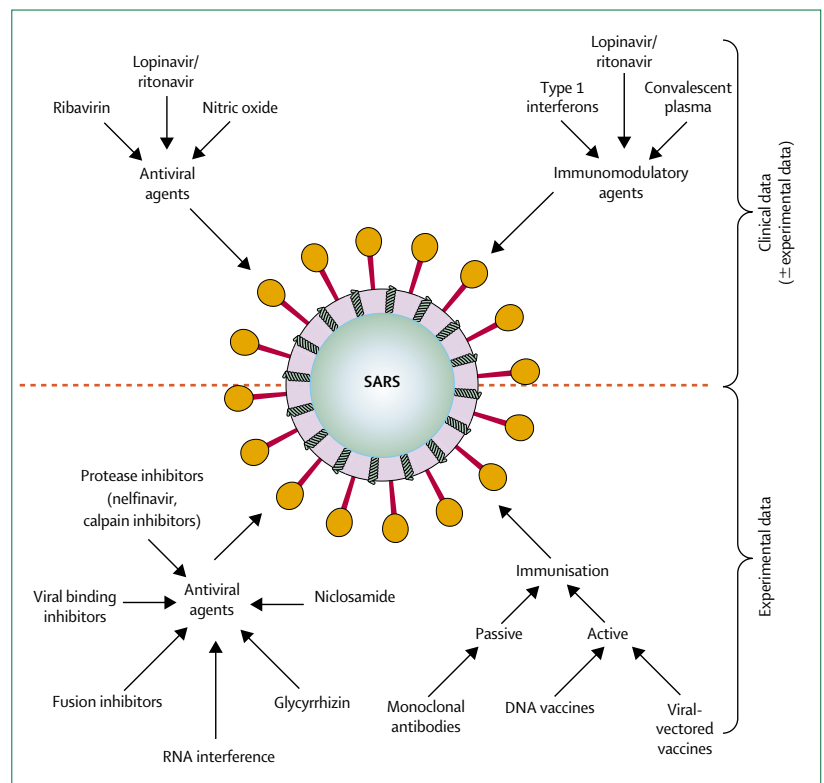 Lopinavir/
ritonavir
Ribavirin
Nitric oxide
Antiviral
agents
Lopinavir/
ritonavir
Type 1
interferons
Convalescent
plasma
Immunomodulatory
agents
Clinical data
(± experimental data)
SARS
Protease inhibitors
(nelfinavir,
calpain inhibitors)
Viral binding
inhibitors
Antiviral
agents
Niclosamide
Fusion inhibitors
Glycyrrhizin
RNA interference
Immunisation
Passive
Active
Monoclonal
antibodies
DNA vaccines
Viral-
vectored
vaccines
Experimental data